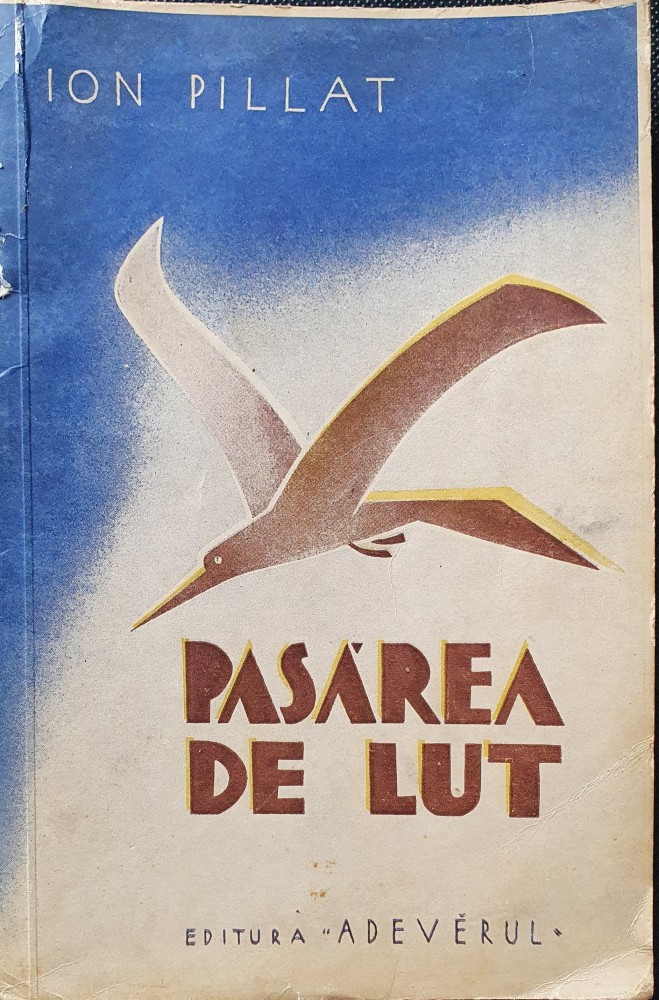 ION PILLAT
PASĂREA
DE LUT
EDITURA "ADEVĔRUL"